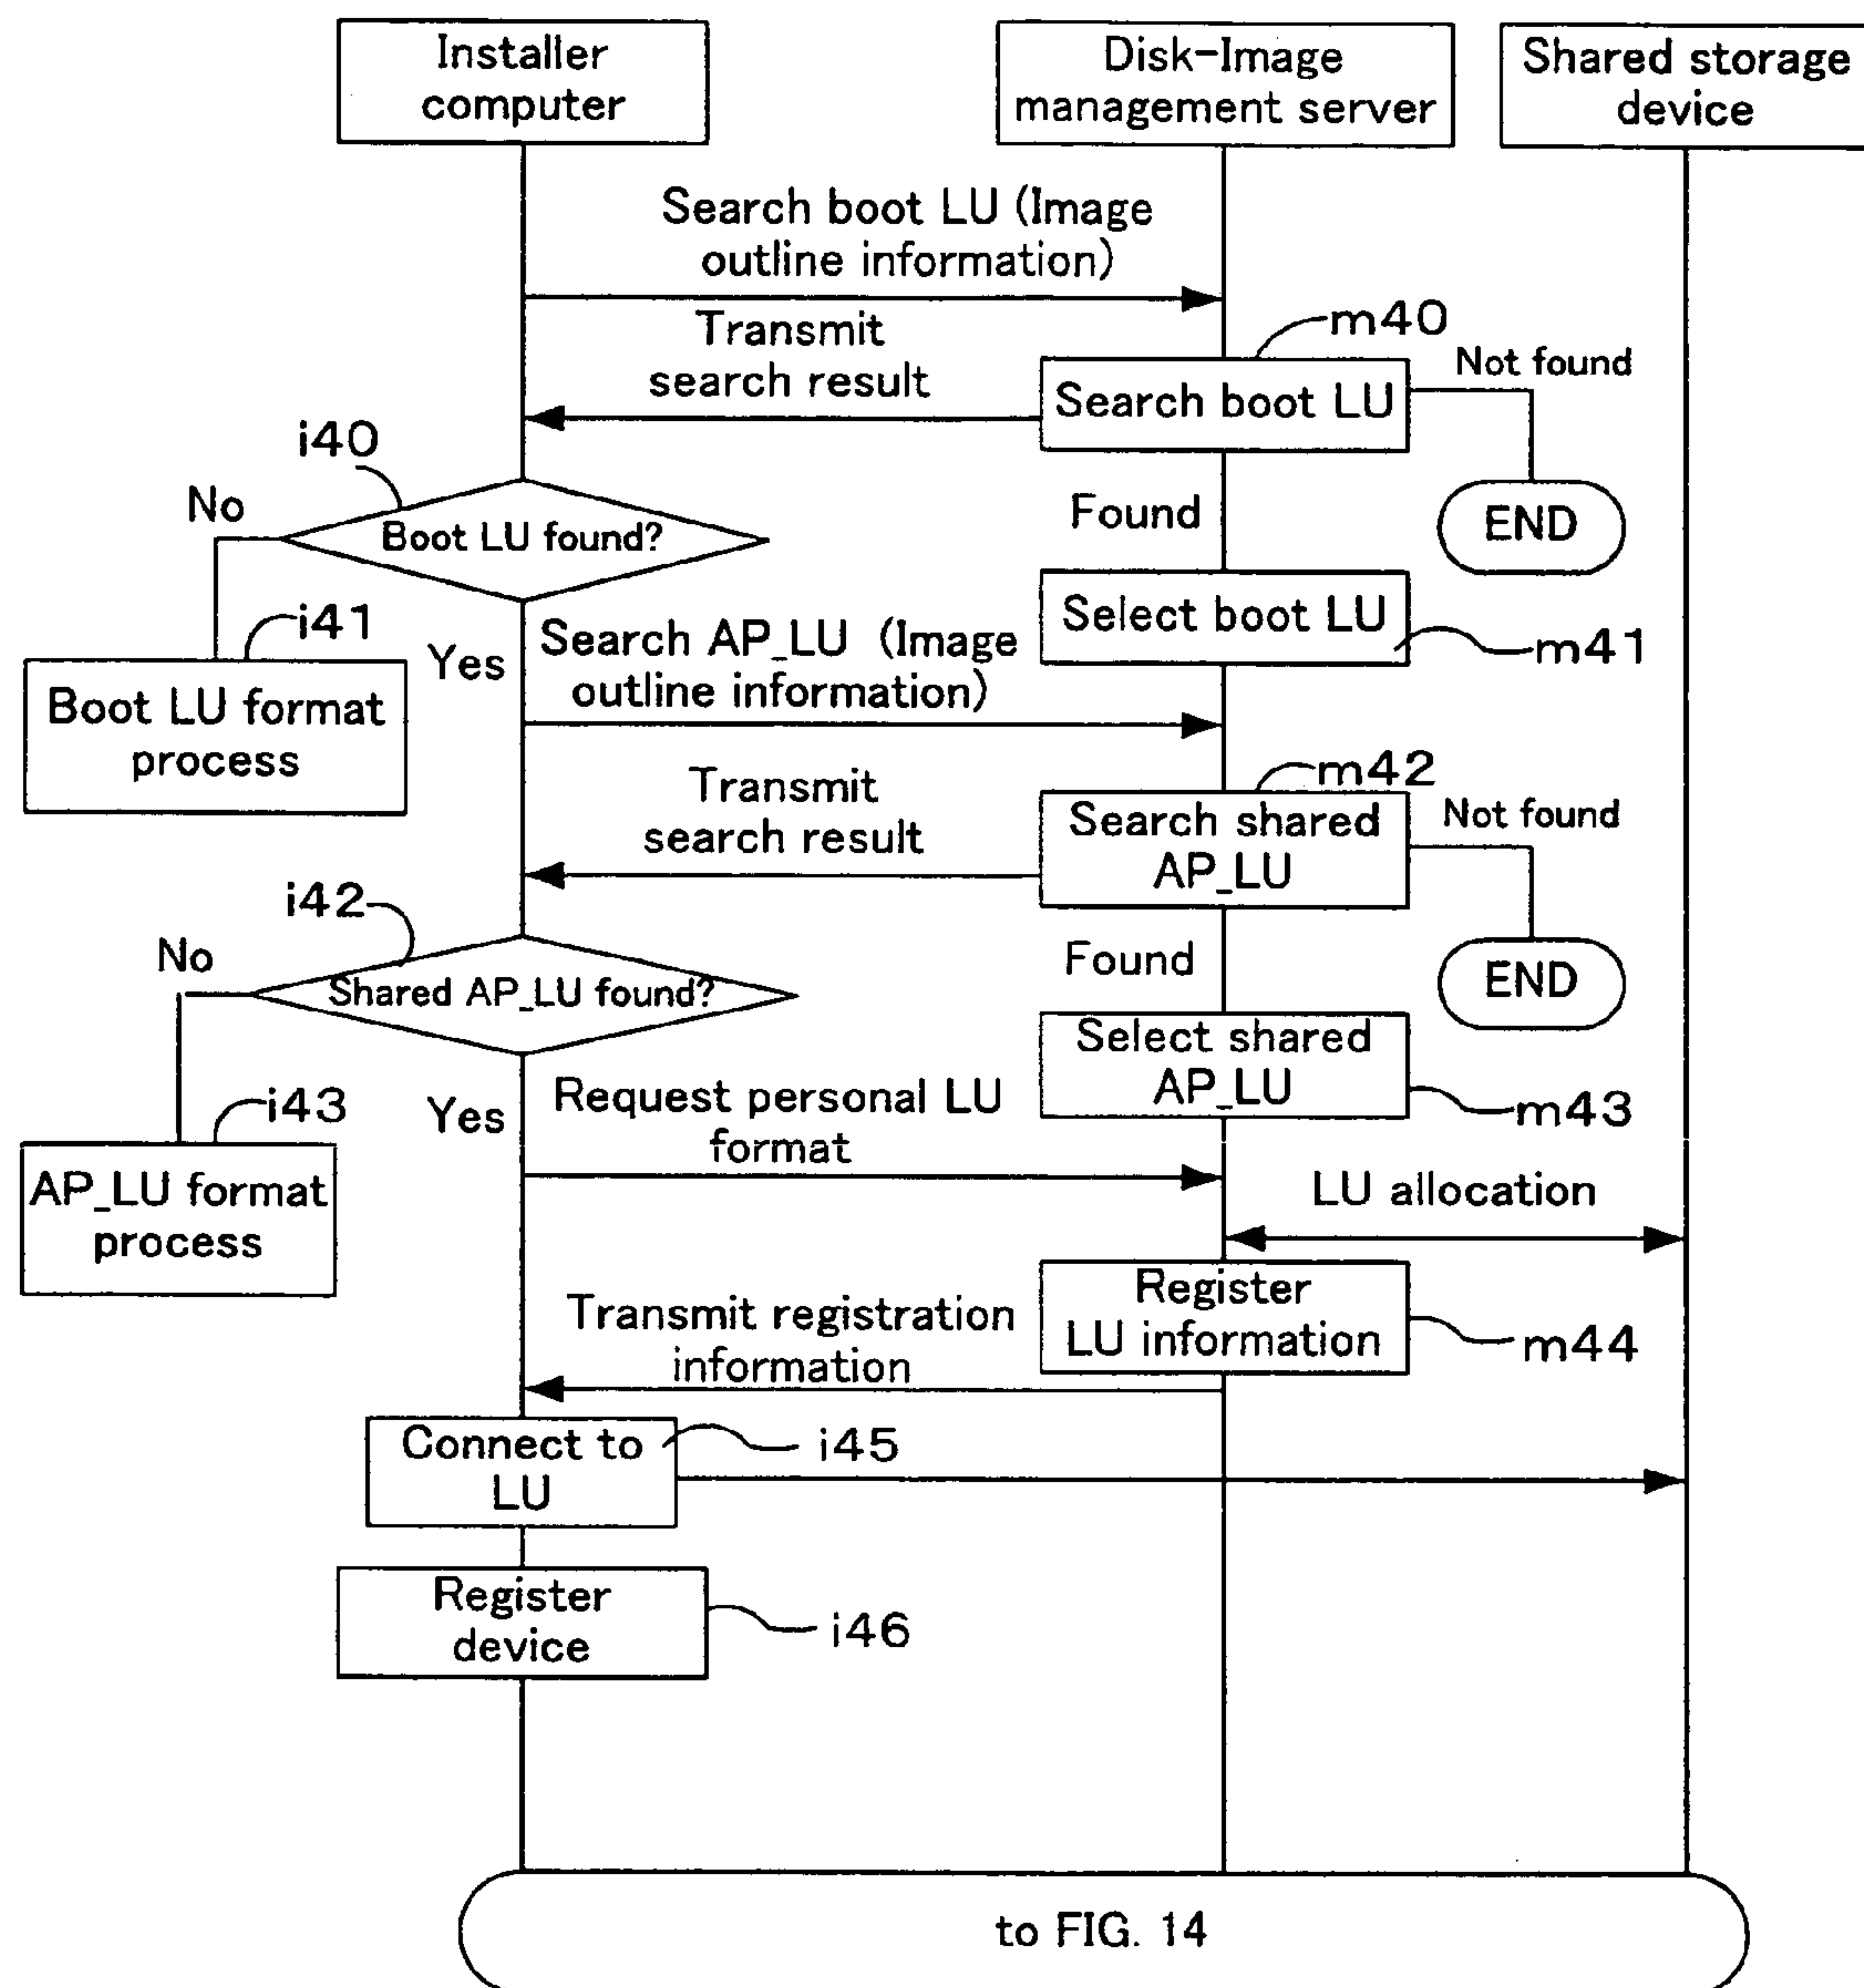 Installer
computer
Disk-Image
management server
Shared storage
device
Search boot LU (Image
outline information)
Transmit
search result
m40
Search boot LU
Not found
END
i40
No
Boot LU found?
Found
i41
Boot LU format
process
Yes
Select boot LU
m41
Search AP_LU (Image
outline information)
Transmit
search result
m42
Search shared
AP_LU
Not found
END
i42
No
Shared AP_LU found?
Found
Select shared
AP_LU
m43
i43
AP_LU format
process
Yes
Request personal LU
format
LU allocation
Register
LU information
m44
Transmit registration
information
Connect to
LU
i45
Register
device
i46
to FIG. 14